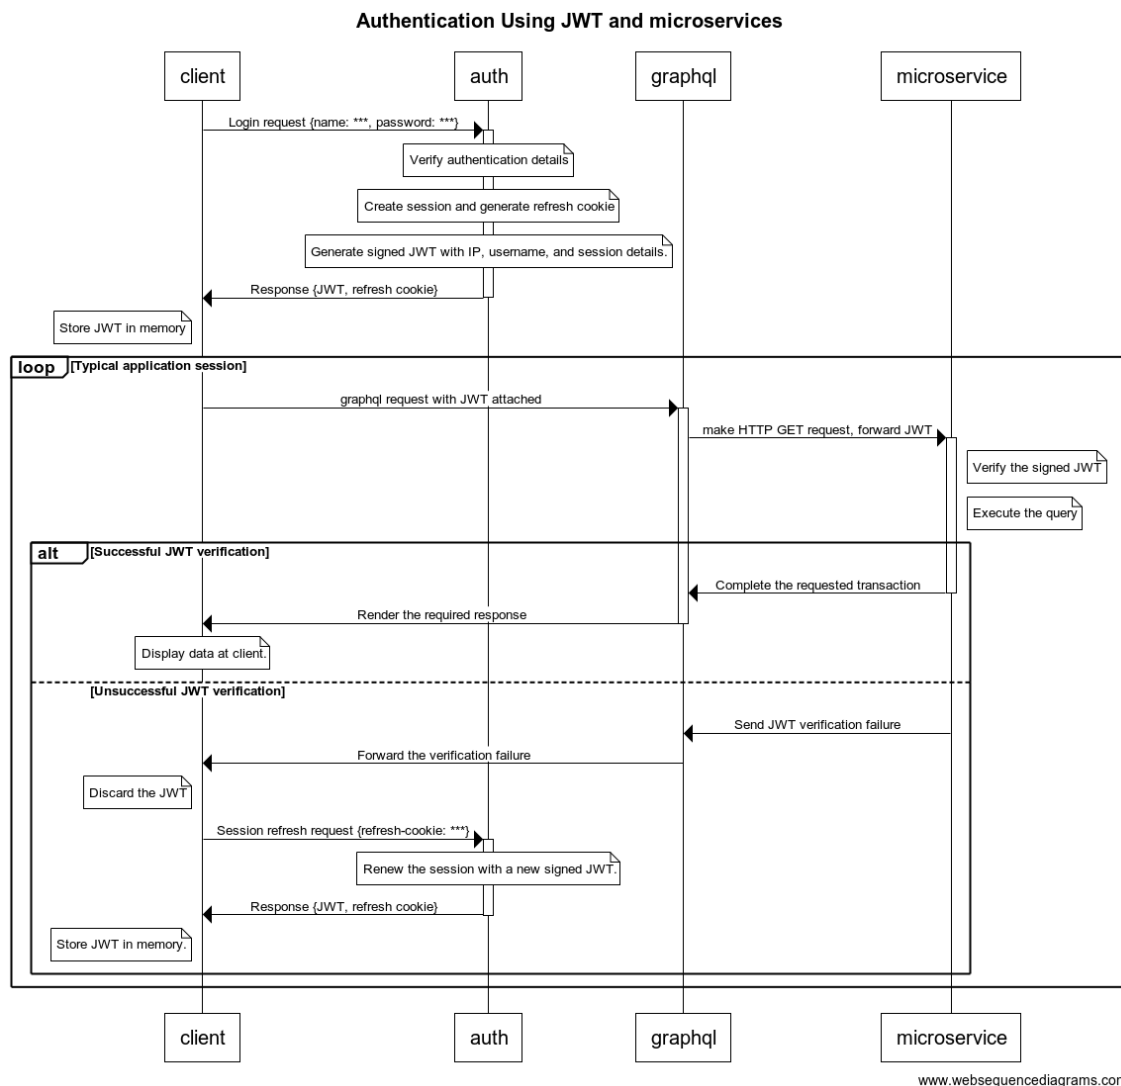 Authentication Using JWT and microservices
client
auth
graphql
microservice
Login request {name: ***, password: ***}
Verify authentication details
Create session and generate refresh cookie
Generate signed JWT with IP, username, and session details.
Response {JWT, refresh cookie}
Store JWT in memory
loop
[Typical application session]
graphql request with JWT attached
make HTTP GET request, forward JWT
Verify the signed JWT
Execute the query
alt
[Successful JWT verification]
Complete the requested transaction
Render the required response
Display data at client.
[Unsuccessful JWT verification]
Send JWT verification failure
Forward the verification failure
Discard the JWT
Session refresh request {refresh-cookie: ***}
Renew the session with a new signed JWT.
Response {JWT, refresh cookie}
Store JWT in memory.
client
auth
graphql
microservice
www.websequencediagrams.com